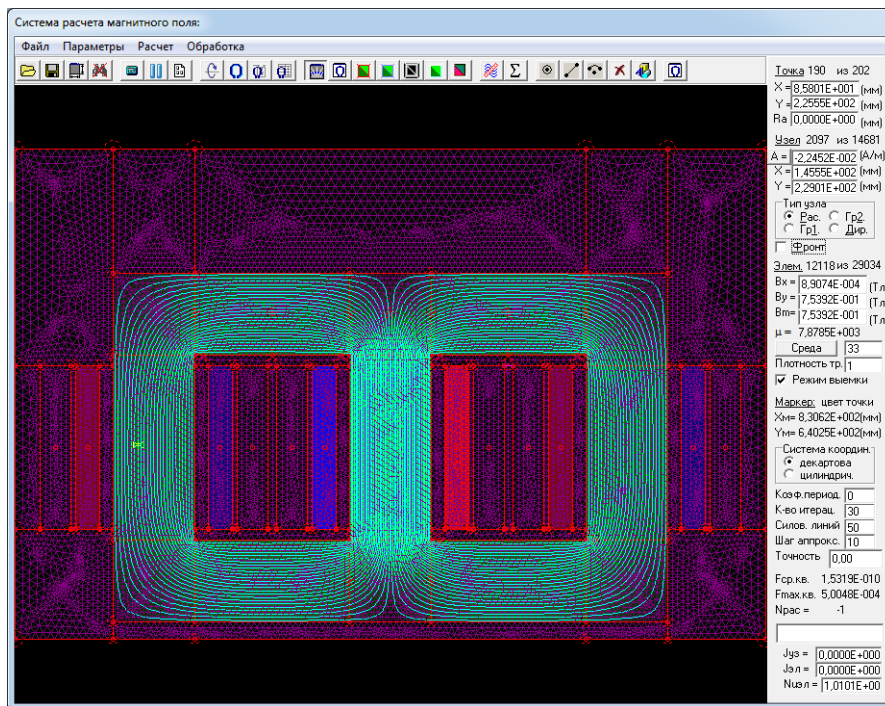 Система расчета магнитного поля:
Файл Параметры Расчет Обработка
Точка 190 из 202
X = 8,5801E+001 (мм)
Y = 2,2555E+002 (мм)
Ra 0,0000E+000 (мм)
Узел 2097 из 14681
A = -2,2452E-002 (А/м)
X = 1,4555E+002 (мм)
Y = 2,2901E+002 (мм)
Тип узла
Рас. Гр2.
Гр1. Дир.
Фронт
Элем. 12118 из 29034
Bx = 8,9074E-004 (Тл
By = 7,5392E-001 (Тл
Bm= 7,5392E-001 (Тл
µ = 7,8785E+003
Среда 33
Плотность тр. 1
Режим выемки
Маркер: цвет точки
Xм= 8,3062E+002(мм)
Yм= 6,4025E+002(мм)
Система координ.
декартова
цилиндрич.
Коэф.период. 0
К-во итерац. 30
Силов. линий 50
Шаг аппрокс. 10
Точность 0,00
Fср.кв. 1,5319E-010
Fmax.кв. 5,0048E-004
Nрас = -1
Jуз = 0,0000E+000
Jэл = 0,0000E+000
Nиэл = 1,0101E+00